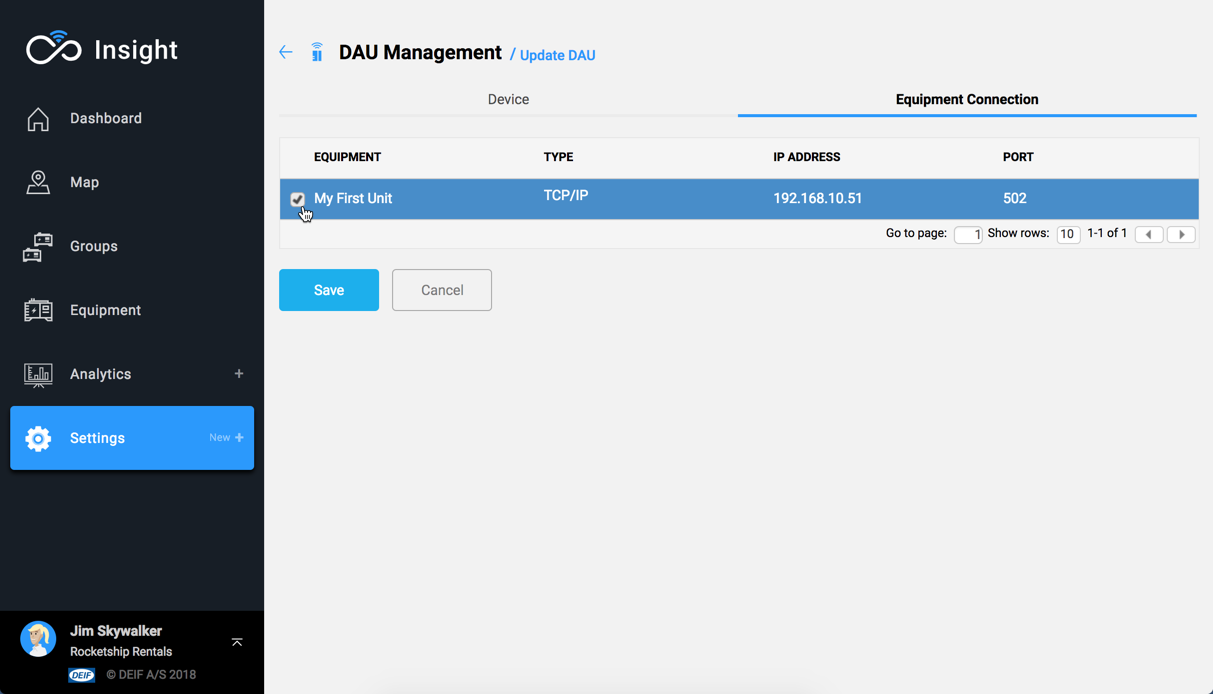 Insight
Dashboard
Map
Groups
Equipment
Analytics +
Settings New +
Jim Skywalker
Rocketship Rentals
DEIF © DEIF A/S 2018
DAU Management / Update DAU
Device Equipment Connection
EQUIPMENT TYPE IP ADDRESS PORT
My First Unit TCP/IP 192.168.10.51 502
Go to page: 1 Show rows: 10 1-1 of 1
Save Cancel